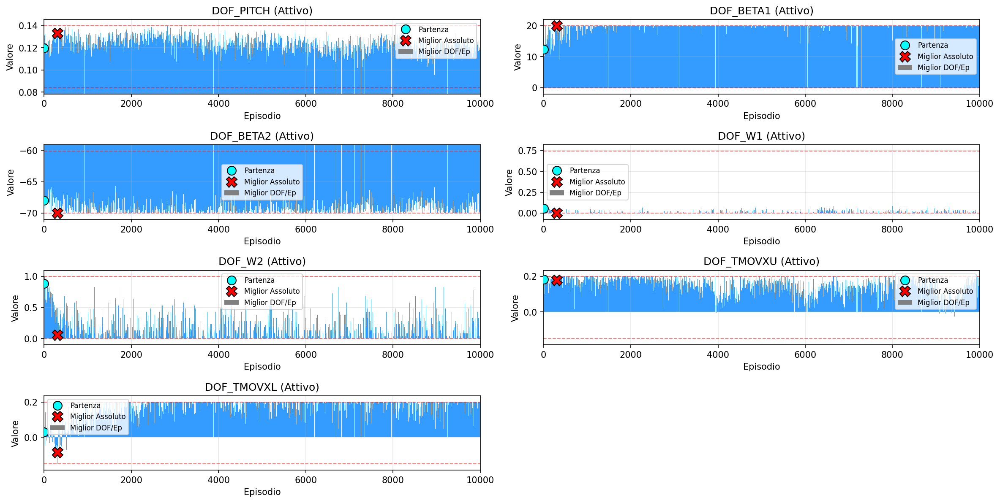 DOF_PITCH (Attivo)
0.14
0.12
0.10
0.08
Valore
0 2000 4000 6000 8000 10000
Episodio
Partenza
Miglior Assoluto
Miglior DOF/Ep
DOF_BETA1 (Attivo)
20
10
0
Valore
0 2000 4000 6000 8000 10000
Episodio
Partenza
Miglior Assoluto
Miglior DOF/Ep
DOF_BETA2 (Attivo)
−60
−65
−70
Valore
0 2000 4000 6000 8000 10000
Episodio
Partenza
Miglior Assoluto
Miglior DOF/Ep
DOF_W1 (Attivo)
0.75
0.50
0.25
0.00
Valore
0 2000 4000 6000 8000 10000
Episodio
Partenza
Miglior Assoluto
Miglior DOF/Ep
DOF_W2 (Attivo)
1.0
0.5
0.0
Valore
0 2000 4000 6000 8000 10000
Episodio
Partenza
Miglior Assoluto
Miglior DOF/Ep
DOF_TMOVXU (Attivo)
0.2
0.0
Valore
0 2000 4000 6000 8000 10000
Episodio
Partenza
Miglior Assoluto
Miglior DOF/Ep
DOF_TMOVXL (Attivo)
0.2
0.0
Valore
0 2000 4000 6000 8000 10000
Episodio
Partenza
Miglior Assoluto
Miglior DOF/Ep